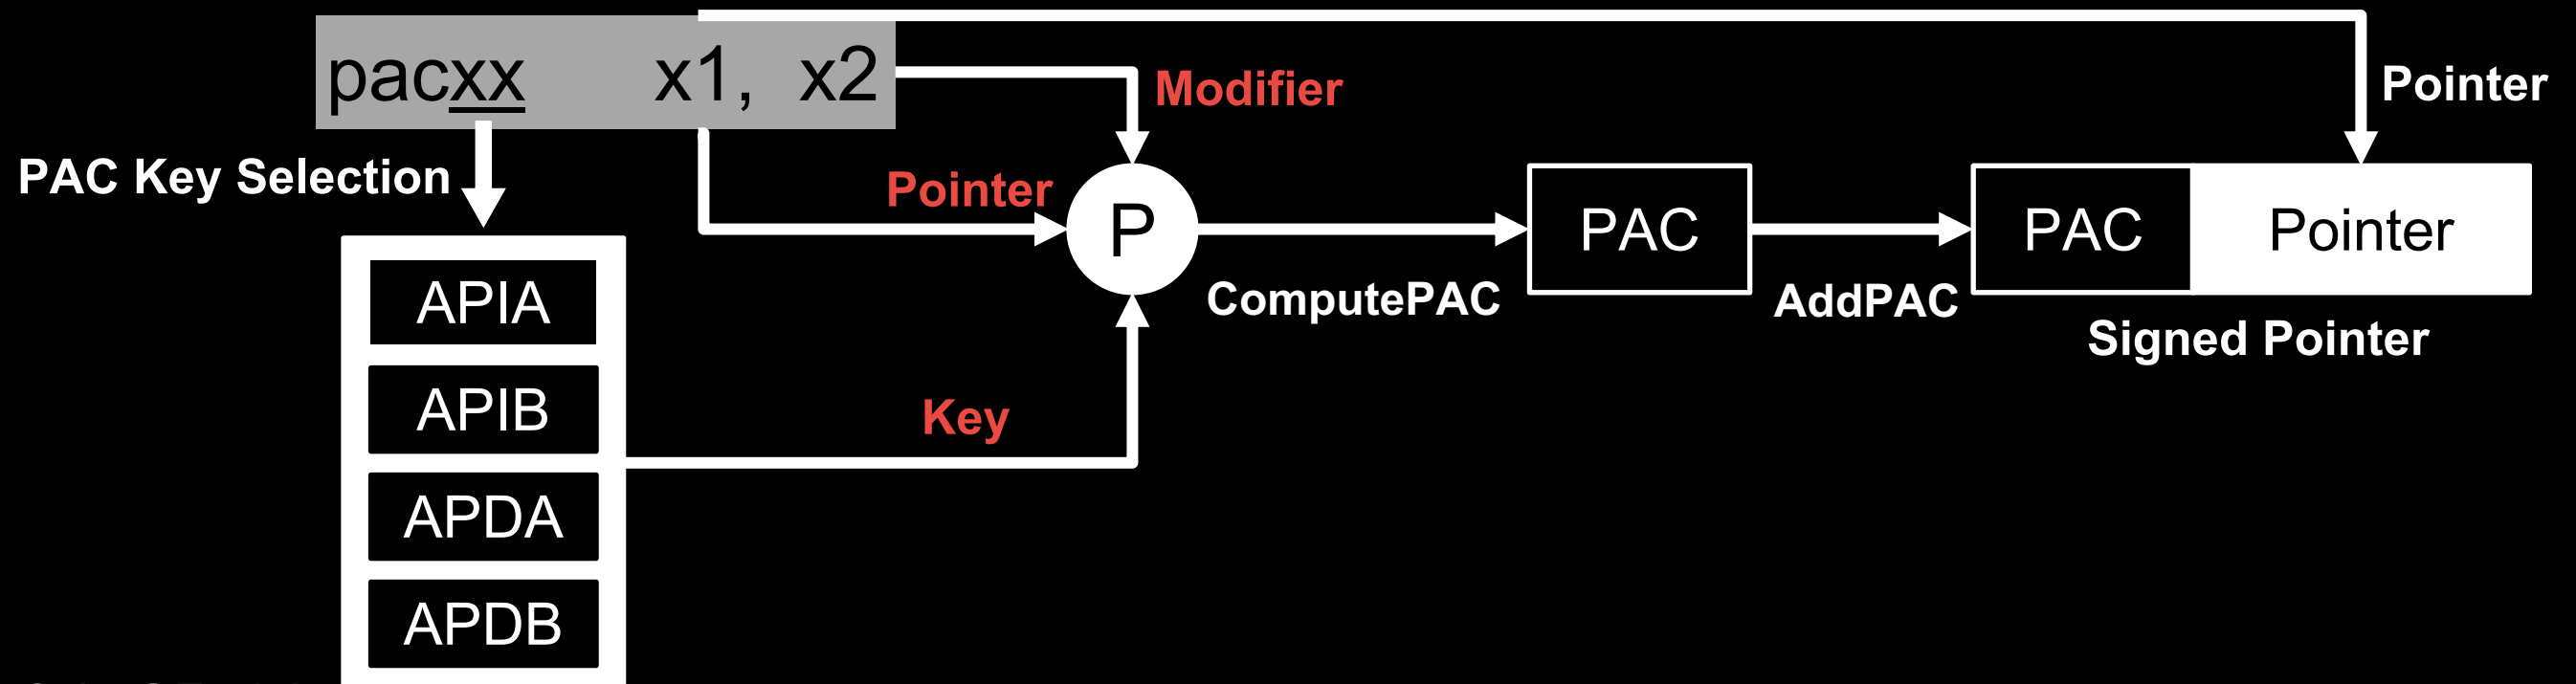 pacxx x1, x2
Modifier
Pointer
PAC Key Selection
Pointer
P
PAC
PAC
Pointer
ComputePAC
AddPAC
Signed Pointer
APIA
APIB
Key
APDA
APDB